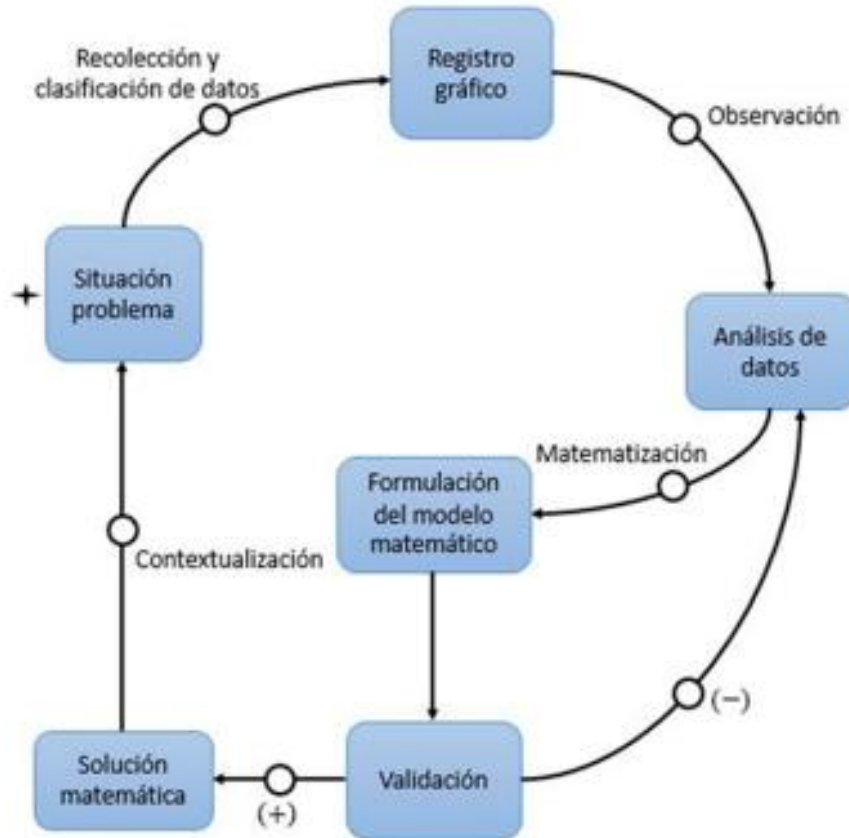 Recolección y
clasificación de datos
Registro
gráfico
Observación
+
Situación
problema
Análisis de
datos
Matematización
Formulación
del modelo
matemático
Contextualización
(−)
Solución
matemática
(+)
Validación